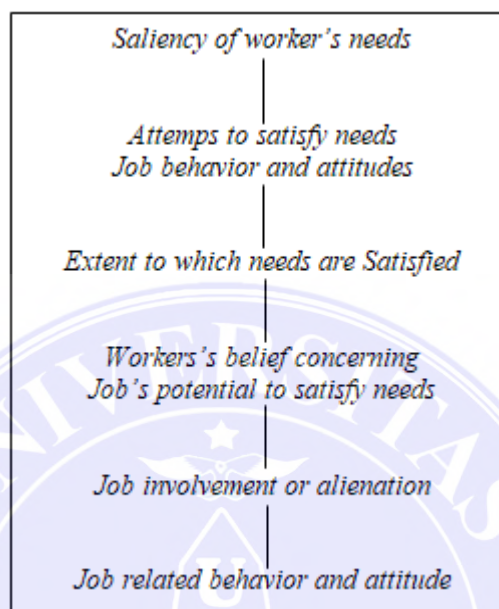 Saliency of worker's needs
Attemps to satisfy needs
Job behavior and attitudes
Extent to which needs are Satisfied
Workers's belief concerning
Job's potential to satisfy needs
Job involvement or alienation
Job related behavior and attitude
UNIVERSITAS
U